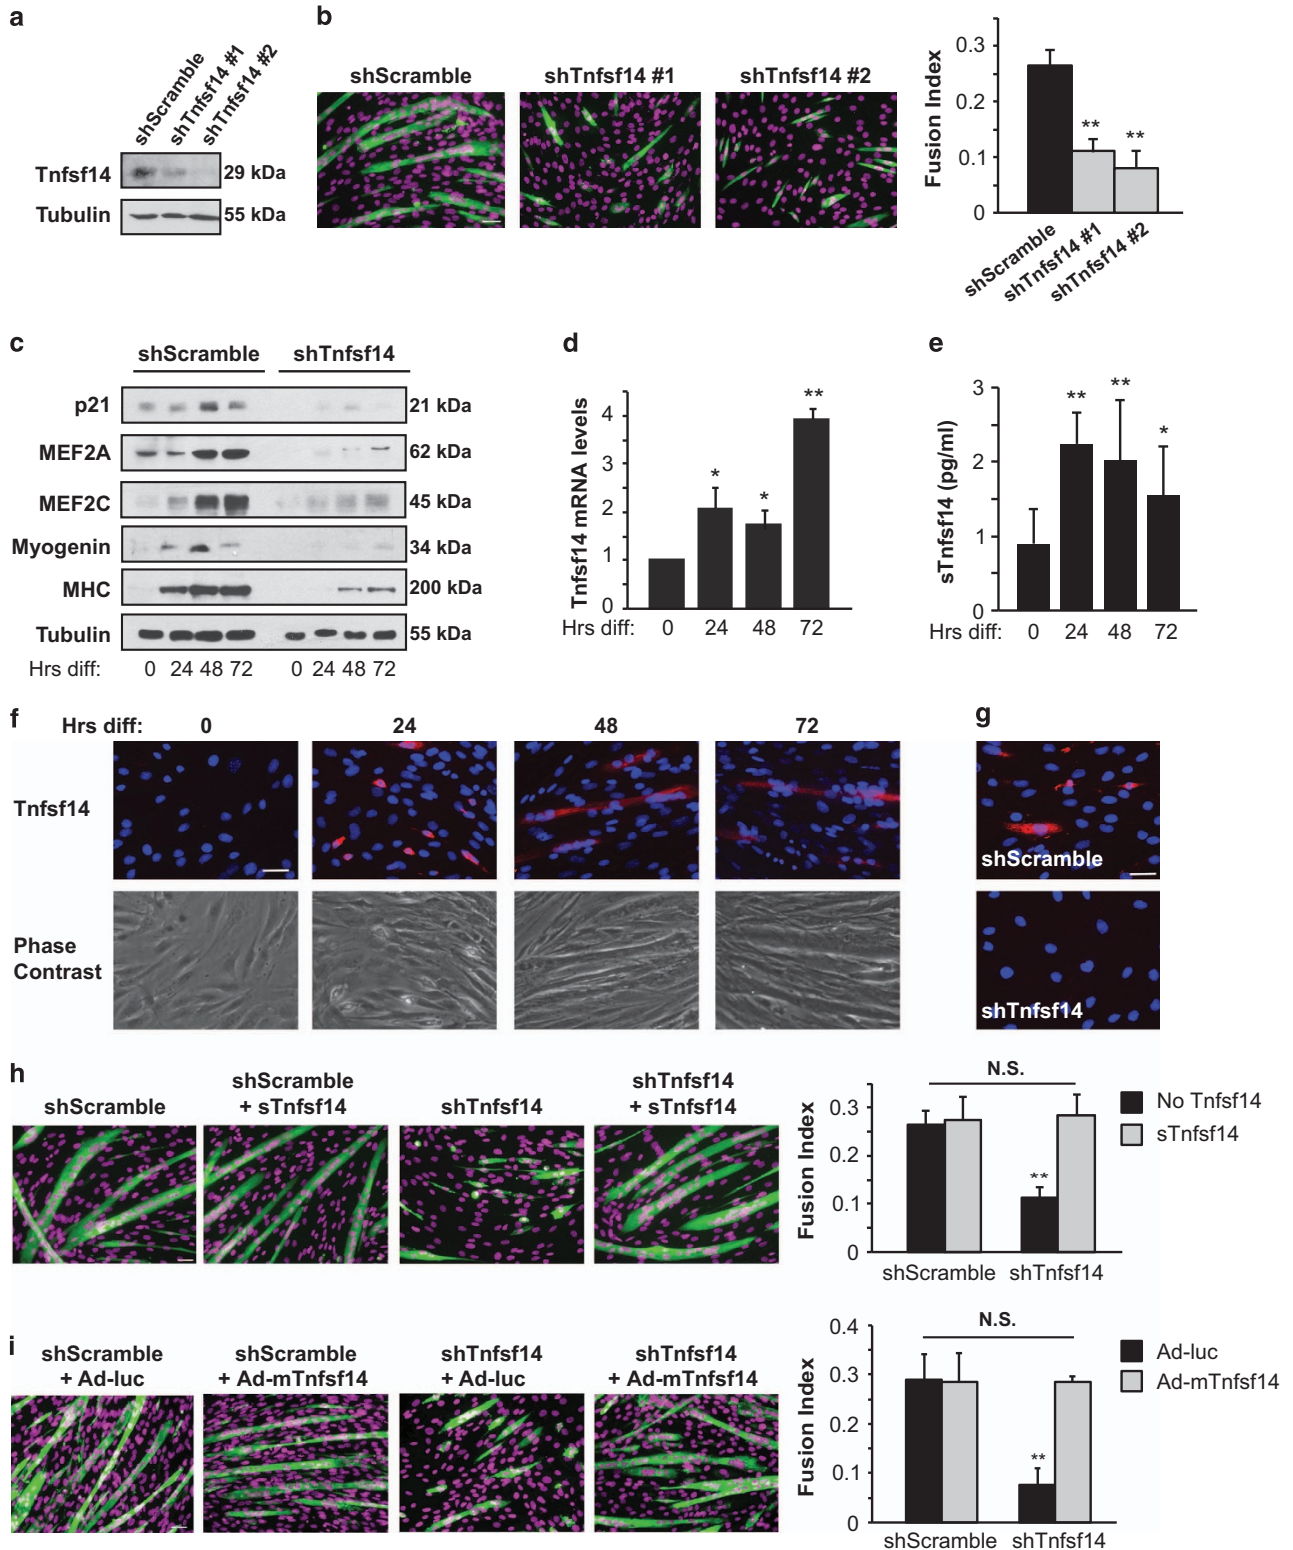 a
shScramble
shTnfsf14 #1
shTnfsf14 #2
Tnfsf14
29 kDa
Tubulin
55 kDa
b
shScramble
shTnfsf14 #1
shTnfsf14 #2
Fusion Index
0.3
0.2
0.1
0
**
**
shScramble
shTnfsf14 #1
shTnfsf14 #2
c
shScramble
shTnfsf14
p21
21 kDa
MEF2A
62 kDa
MEF2C
45 kDa
Myogenin
34 kDa
MHC
200 kDa
Tubulin
55 kDa
Hrs diff: 0 24 48 72 0 24 48 72
d
Tnfsf14 mRNA levels
4
3
2
1
0
*
*
**
Hrs diff: 0 24 48 72
e
sTnfsf14 (pg/ml)
3
2
1
0
**
**
*
Hrs diff: 0 24 48 72
f
Hrs diff: 0 24 48 72
Tnfsf14
Phase
Contrast
g
shScramble
shTnfsf14
h
shScramble
shScramble
+ sTnfsf14
shTnfsf14
shTnfsf14
+ sTnfsf14
Fusion Index
0.3
0.2
0.1
0
N.S.
**
shScramble shTnfsf14
No Tnfsf14
sTnfsf14
i
shScramble
+ Ad-luc
shScramble
+ Ad-mTnfsf14
shTnfsf14
+ Ad-luc
shTnfsf14
+ Ad-mTnfsf14
Fusion Index
0.4
0.3
0.2
0.1
0
N.S.
**
shScramble shTnfsf14
Ad-luc
Ad-mTnfsf14